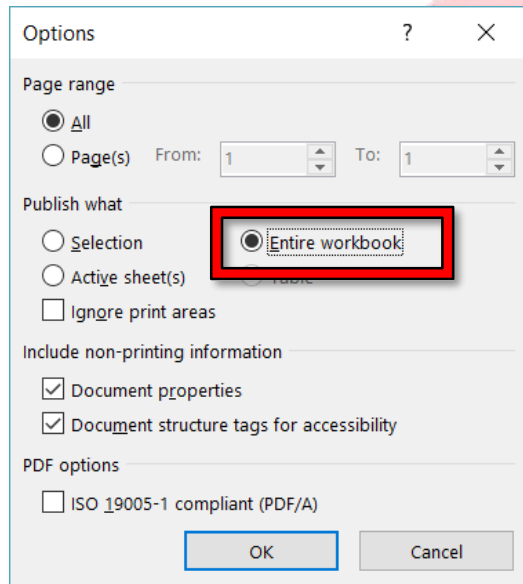 Options ?
Page range
All
Page(s) From: 1 To: 1
Publish what
Selection Entire workbook
Active sheet(s) Table
Ignore print areas
Include non-printing information
Document properties
Document structure tags for accessibility
PDF options
ISO 19005-1 compliant (PDF/A)
OK Cancel